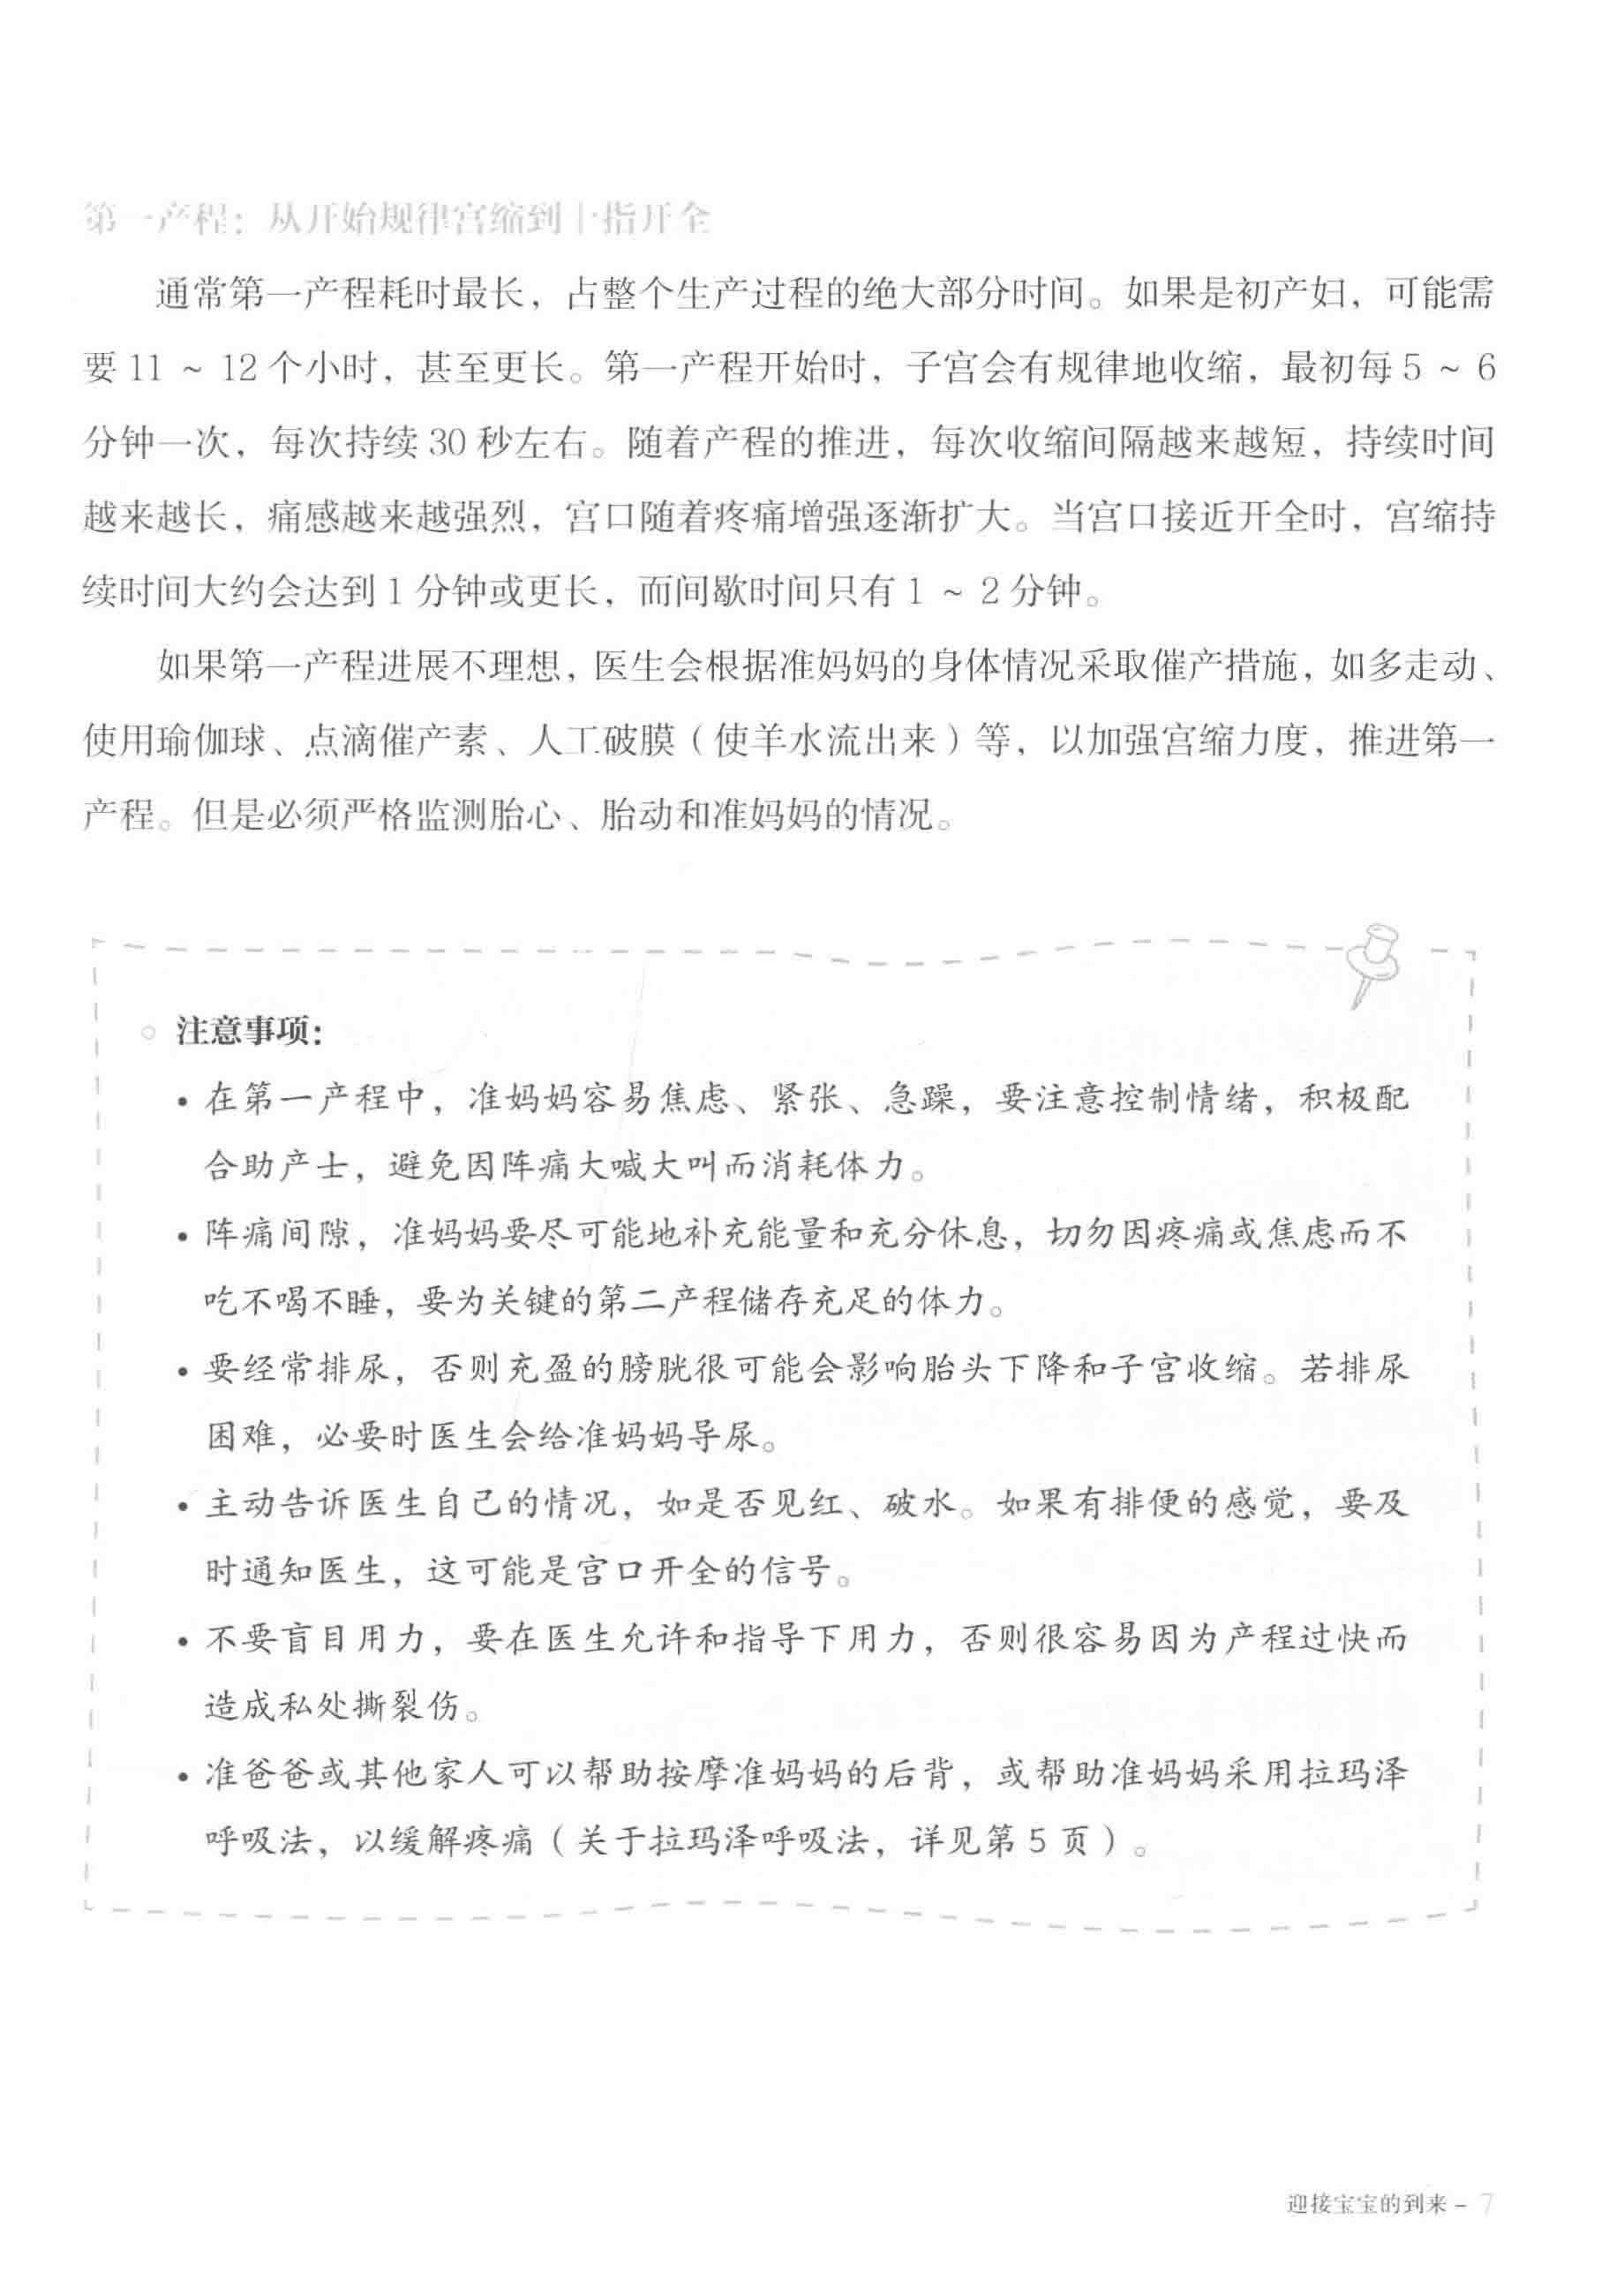 第一产程：从开始规律宫缩到十指开全
通常第一产程耗时最长，占整个生产过程的绝大部分时间。如果是初产妇，可能需
要 11 ~ 12 个小时，甚至更长。第一产程开始时，子宫会有规律地收缩，最初每 5 ~ 6
分钟一次，每次持续 30 秒左右。随着产程的推进，每次收缩间隔越来越短，持续时间
越来越长，痛感越来越强烈，宫口随着疼痛增强逐渐扩大。当宫口接近开全时，宫缩持
续时间大约会达到 1 分钟或更长，而间歇时间只有 1 ~ 2 分钟。
如果第一产程进展不理想，医生会根据准妈妈的身体情况采取催产措施，如多走动、
使用瑜伽球、点滴催产素、人工破膜（使羊水流出来）等，以加强宫缩力度，推进第一
产程。但是必须严格监测胎心、胎动和准妈妈的情况。
○ 注意事项：
• 在第一产程中，准妈妈容易焦虑、紧张、急躁，要注意控制情绪，积极配
合助产士，避免因阵痛大喊大叫而消耗体力。
• 阵痛间隙，准妈妈要尽可能地补充能量和充分休息，切勿因疼痛或焦虑而不
吃不喝不睡，要为关键的第二产程储存充足的体力。
• 要经常排尿，否则充盈的膀胱很可能会影响胎头下降和子宫收缩。若排尿
困难，必要时医生会给准妈妈导尿。
• 主动告诉医生自己的情况，如是否见红、破水。如果有排便的感觉，要及
时通知医生，这可能是宫口开全的信号。
• 不要盲目用力，要在医生允许和指导下用力，否则很容易因为产程过快而
造成私处撕裂伤。
• 准爸爸或其他家人可以帮助按摩准妈妈的后背，或帮助准妈妈采用拉玛泽
呼吸法，以缓解疼痛（关于拉玛泽呼吸法，详见第 5 页）。
迎接宝宝的到来 – 7